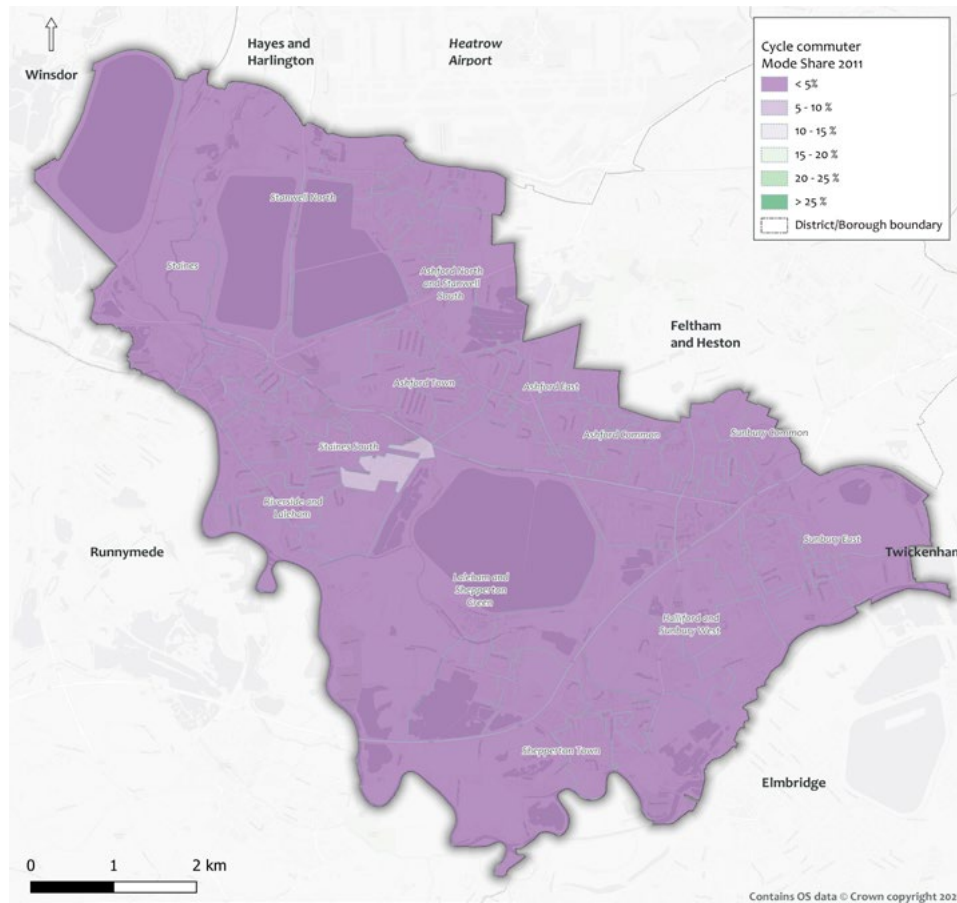 Hayes and
Harlington
Heatrow
Airport
Winsdor
Cycle commuter
Mode Share 2011
< 5%
5 - 10 %
10 - 15 %
15 - 20 %
20 - 25 %
> 25 %
District/Borough boundary
Stanwell North
Staines
Ashford North
and Stanwell
South
Feltham
and Heston
Ashford Town
Ashford East
Ashford Common
Sunbury Common
Staines South
Riverside and
Laleham
Runnymede
Sunbury East
Twickenham
Laleham and
Shepperton
Green
Halliford and
Sunbury West
Shepperton Town
Elmbridge
0 1 2 km
Contains OS data © Crown copyright 202